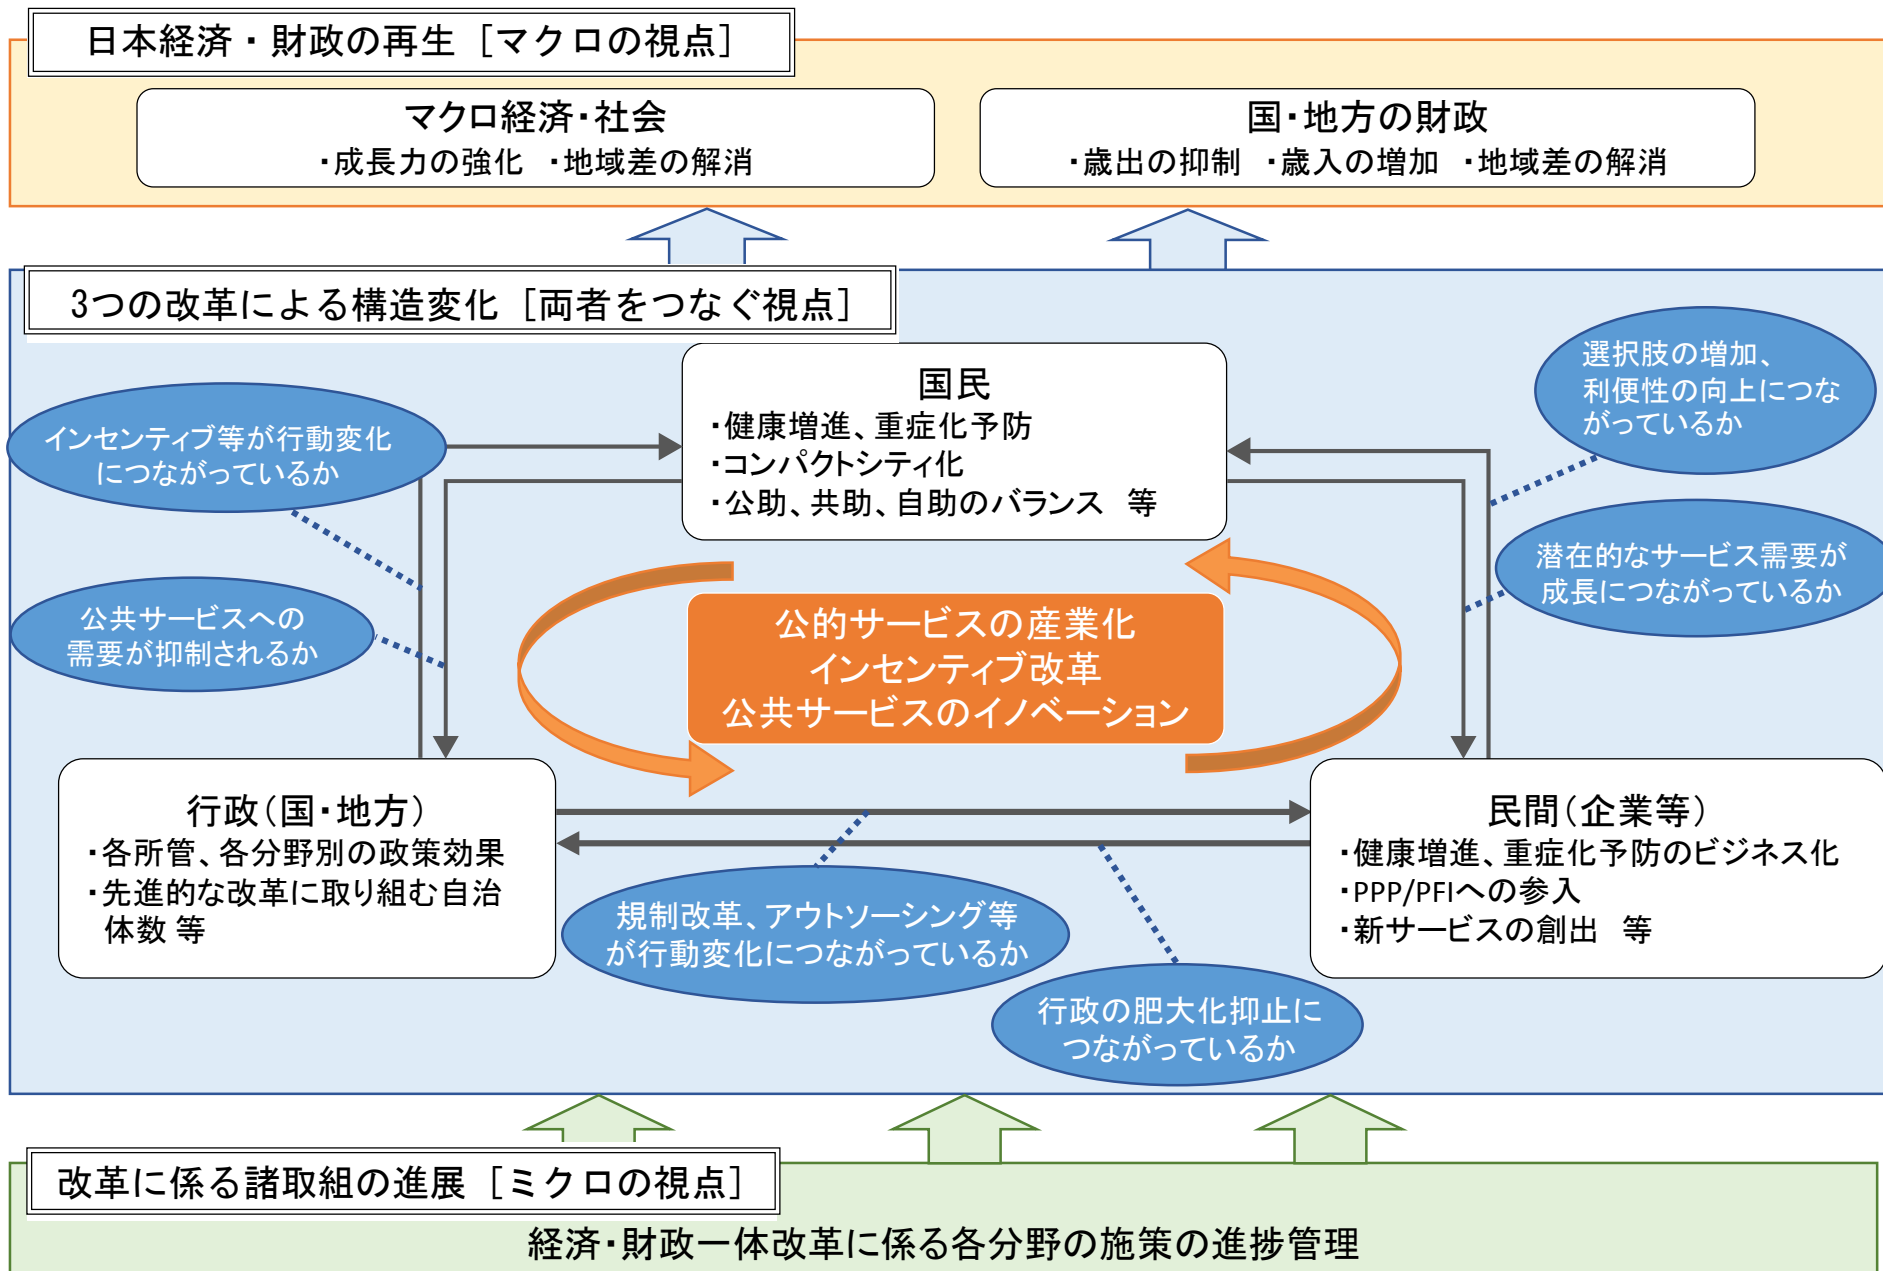 日本経済・財政の再生［マクロの視点］
マクロ経済・社会
・成長力の強化 ・地域差の解消
国・地方の財政
・歳出の抑制 ・歳入の増加 ・地域差の解消
3つの改革による構造変化［両者をつなぐ視点］
国民
・健康増進、重症化予防
・コンパクトシティ化
・公助、共助、自助のバランス 等
インセンティブ等が行動変化
につながっているか
公共サービスへの
需要が抑制されるか
選択肢の増加、
利便性の向上につな
がっているか
潜在的なサービス需要が
成長につながっているか
公的サービスの産業化
インセンティブ改革
公共サービスのイノベーション
行政（国・地方）
・各所管、各分野別の政策効果
・先進的な改革に取り組む自治
体数 等
民間（企業等）
・健康増進、重症化予防のビジネス化
・PPP/PFIへの参入
・新サービスの創出 等
規制改革、アウトソーシング等
が行動変化につながっているか
行政の肥大化抑止に
つながっているか
改革に係る諸取組の進展［ミクロの視点］
経済・財政一体改革に係る各分野の施策の進捗管理